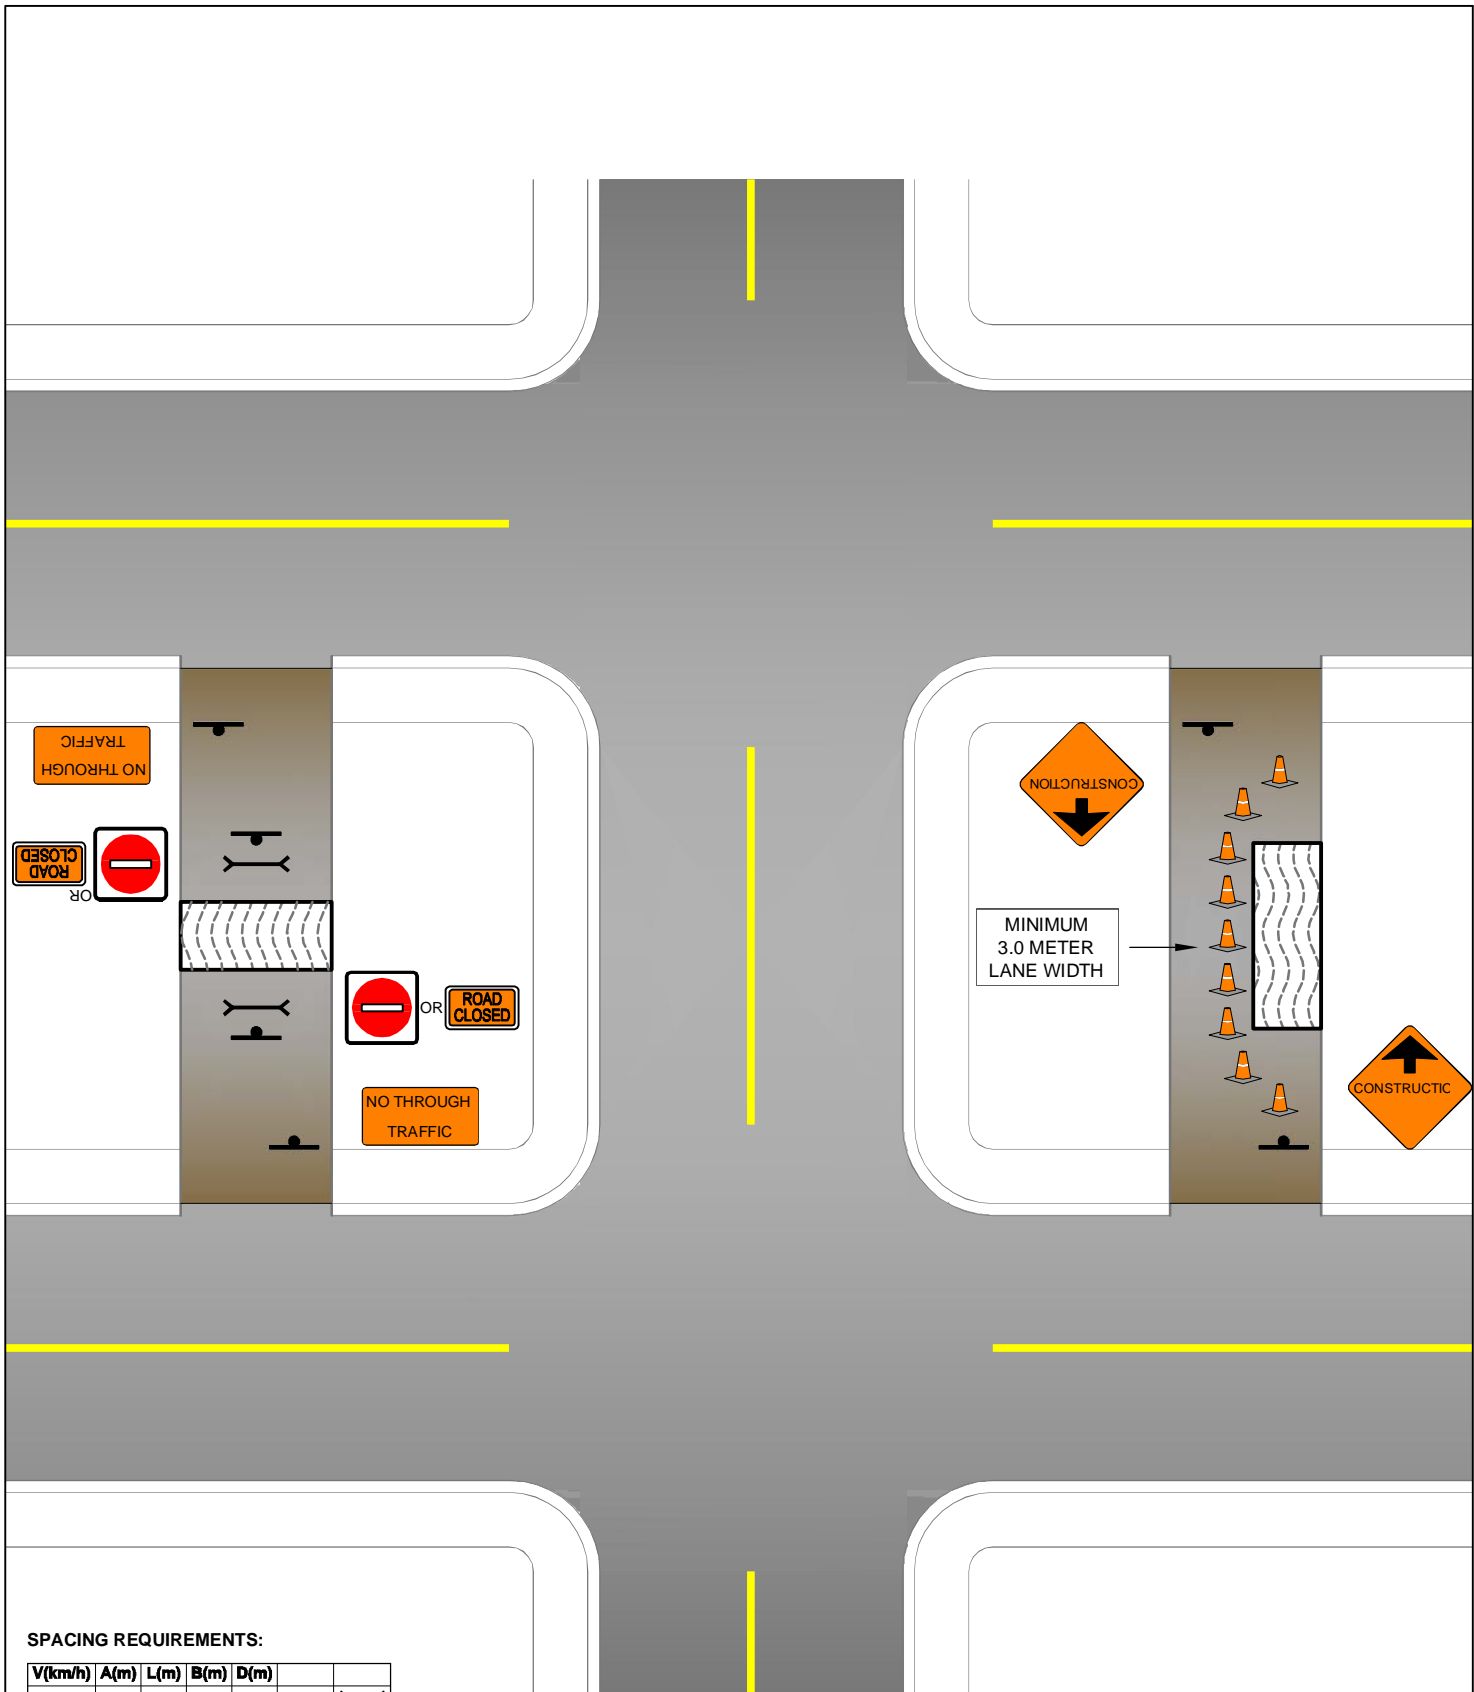 NO THROUGH
TRAFFIC
CONSTRUCTION
ROAD
CLOSED
OR
MINIMUM
3.0 METER
LANE WIDTH
OR
ROAD
CLOSED
CONSTRUCTIC
NO THROUGH
TRAFFIC
SPACING REQUIREMENTS:
V(km/h) A(m) L(m) B(m) D(m)